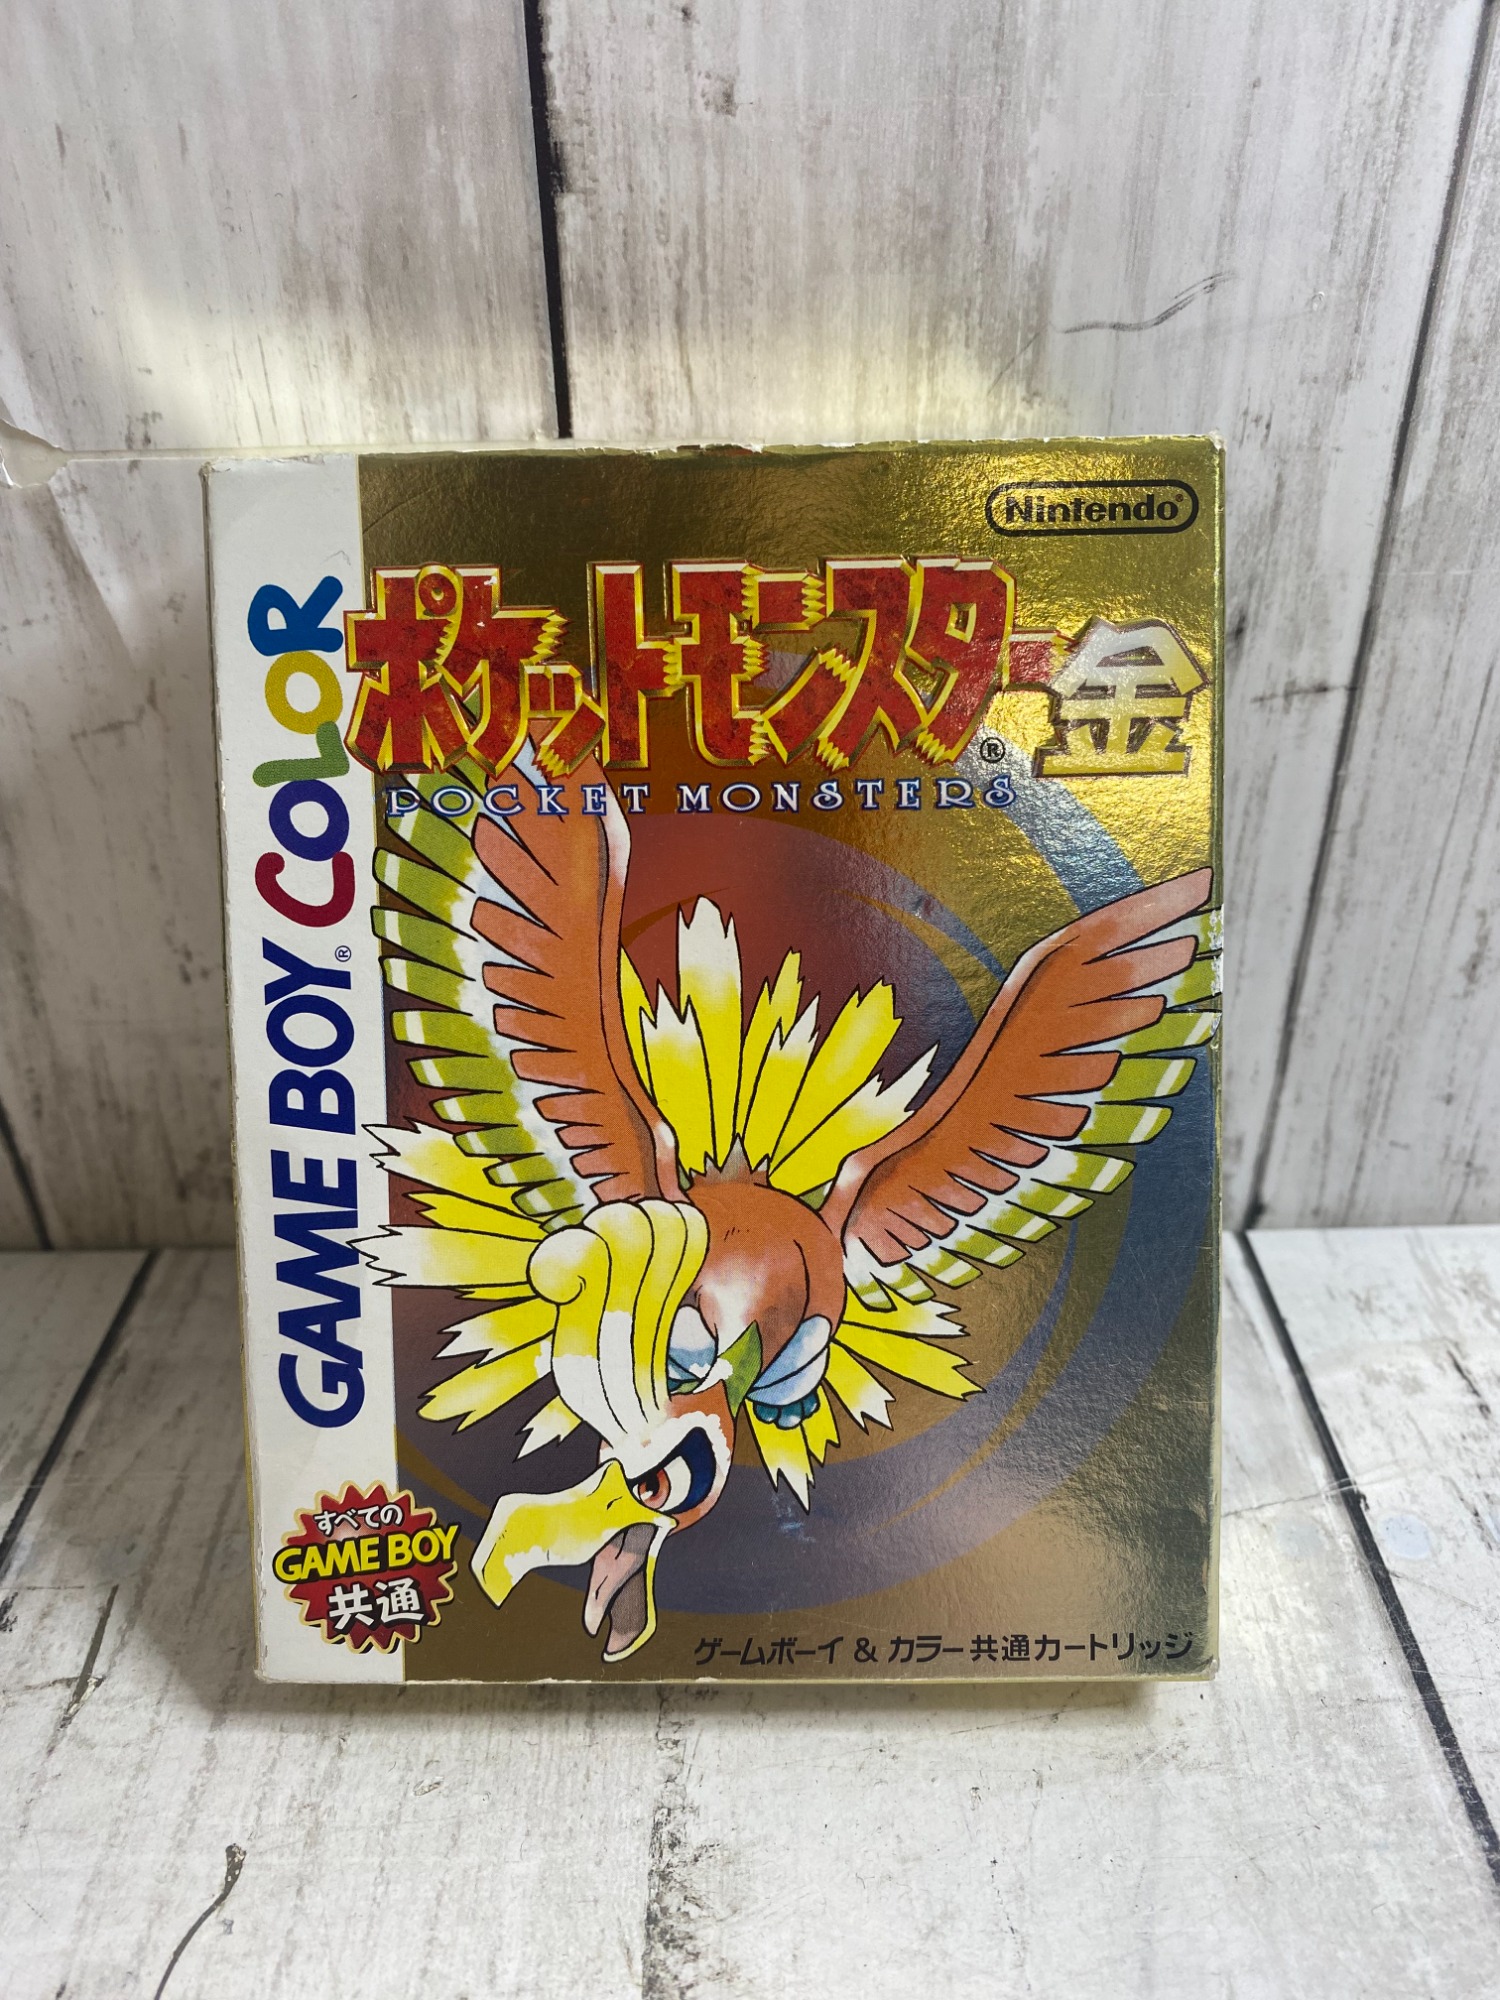 Nintendo®
ポケットモンスター金
®
POCKET MONSTERS
GAME BOY® COLOR
すべての
GAME BOY
共通
ゲームボーイ & カラー共通カートリッジ